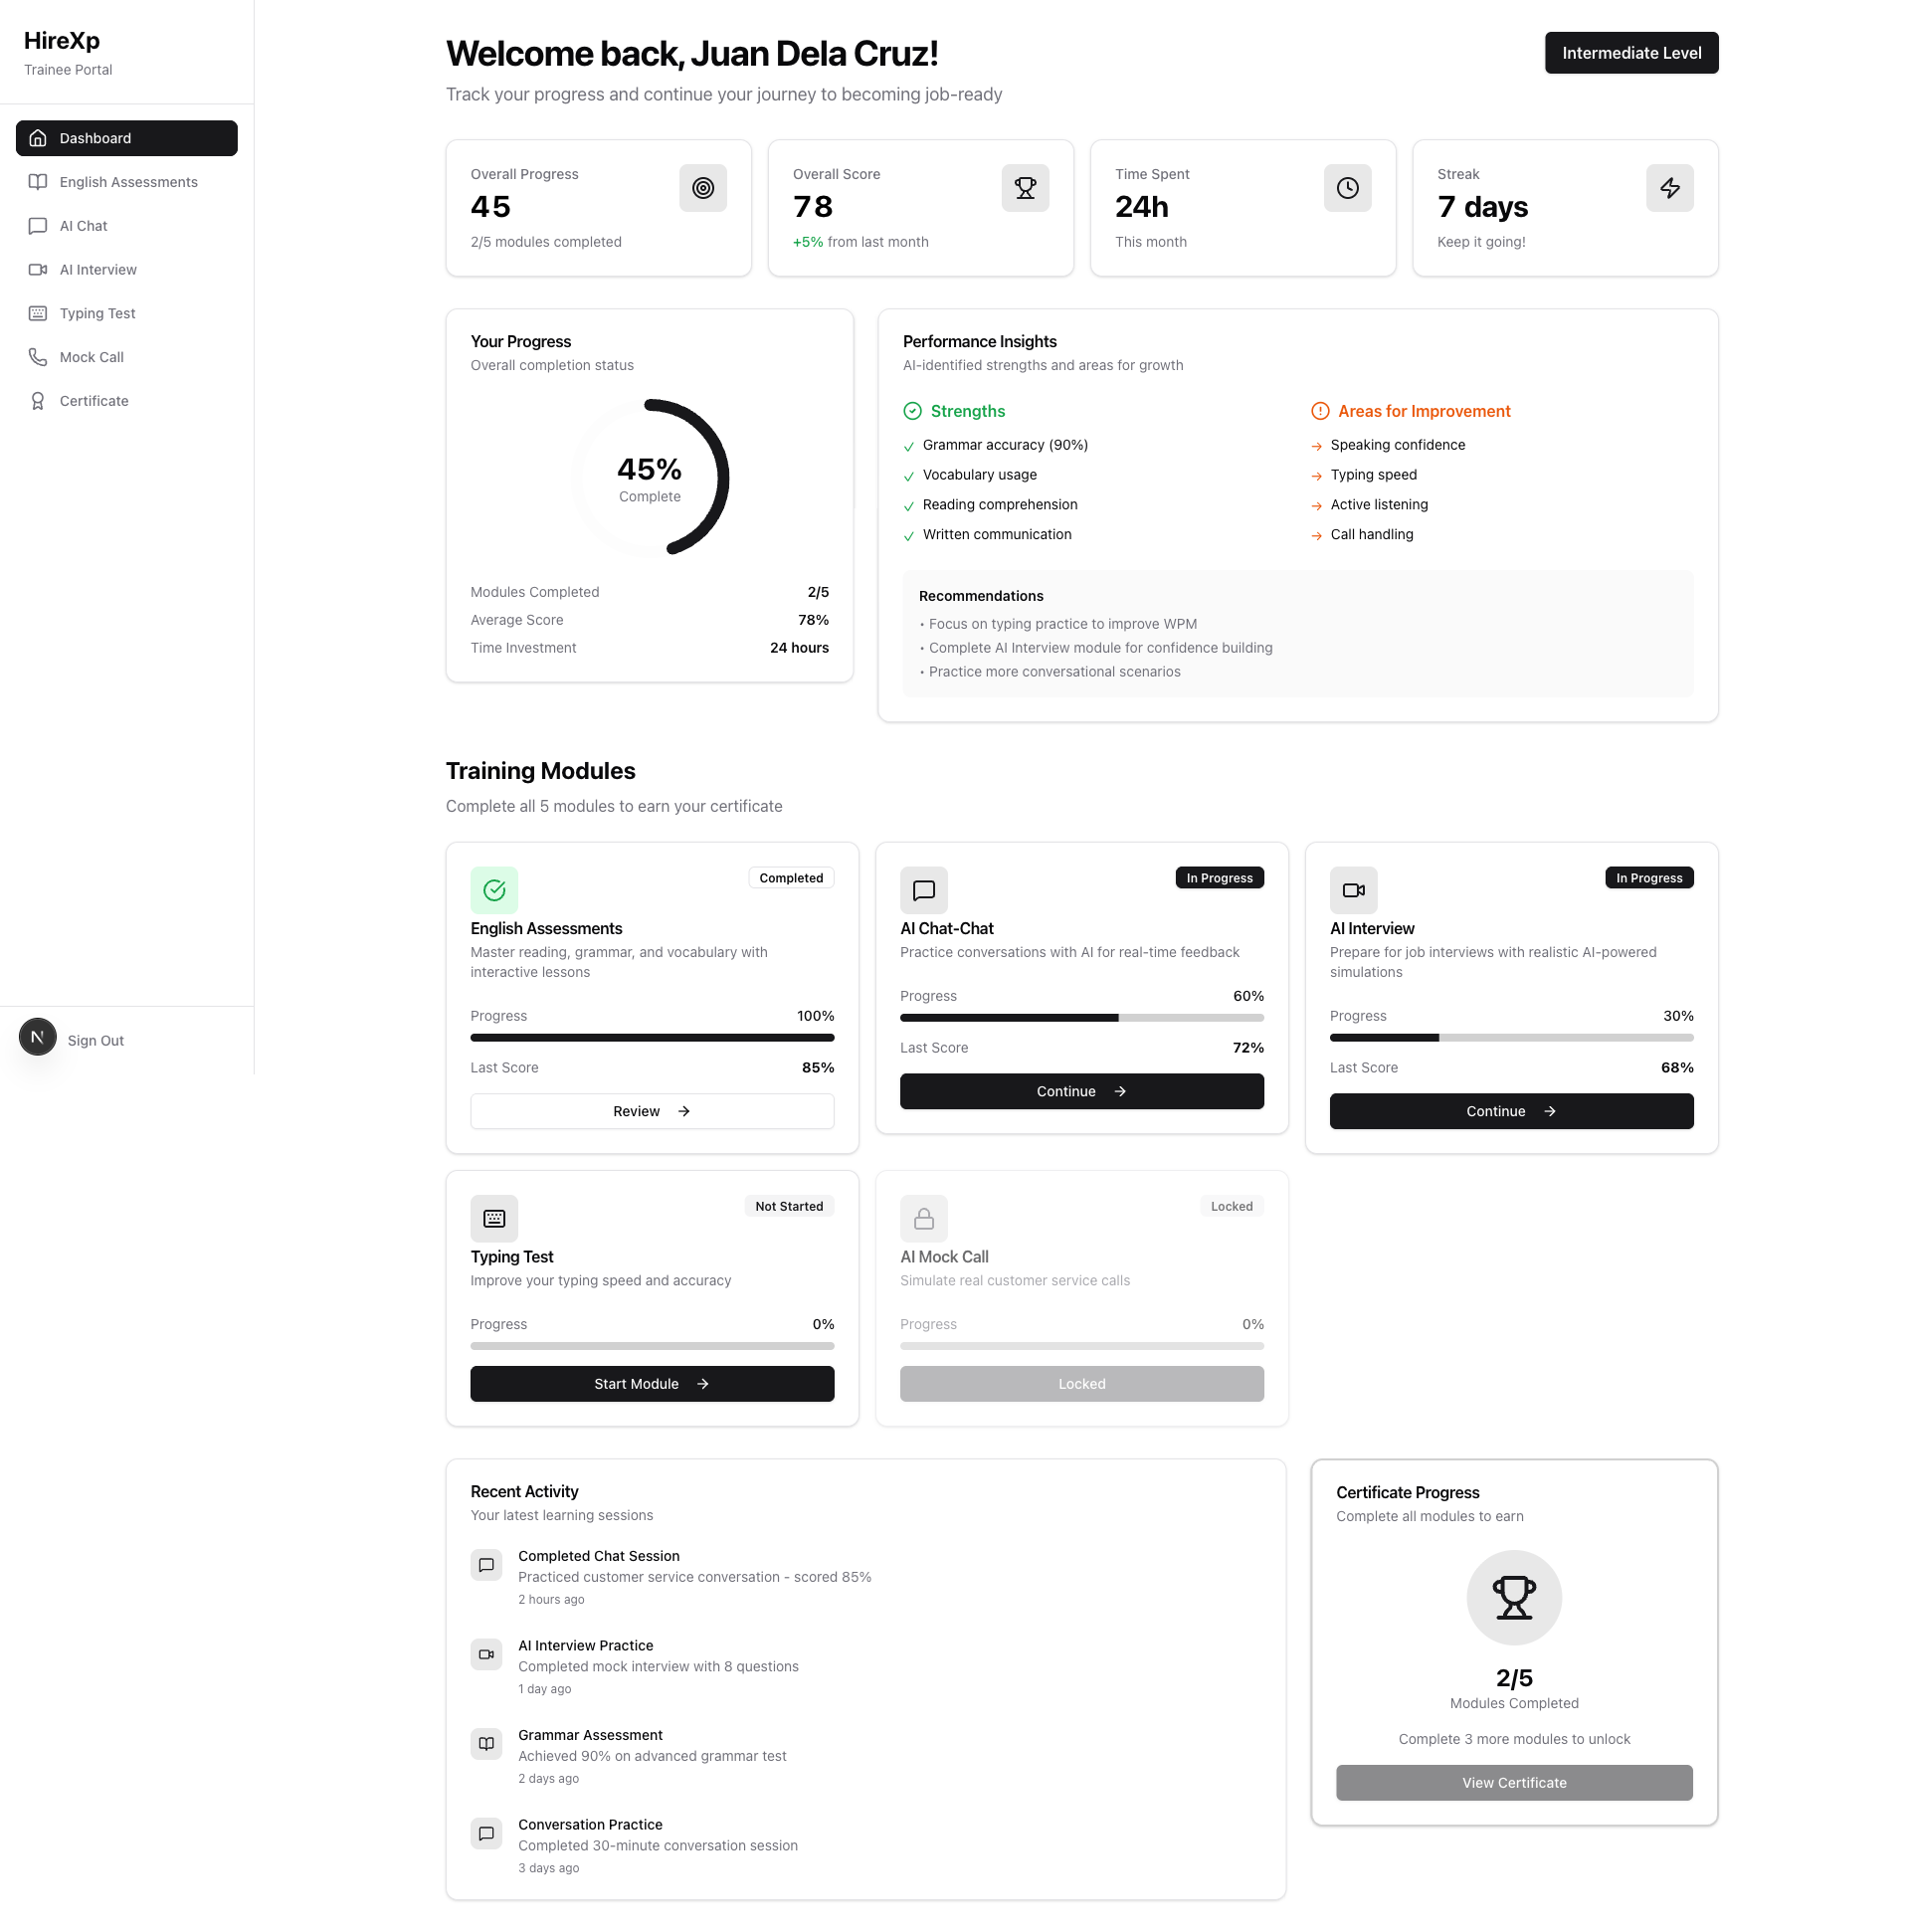 HireXp
Trainee Portal
Dashboard
English Assessments
AI Chat
AI Interview
Typing Test
Mock Call
Certificate
N
Sign Out
Welcome back, Juan Dela Cruz!
Track your progress and continue your journey to becoming job-ready
Intermediate Level
Overall Progress
45
2/5 modules completed
Overall Score
78
+5% from last month
Time Spent
24h
This month
Streak
7 days
Keep it going!
Your Progress
Overall completion status
45%
Complete
Modules Completed 2/5
Average Score 78%
Time Investment 24 hours
Performance Insights
AI-identified strengths and areas for growth
Strengths
Grammar accuracy (90%)
Vocabulary usage
Reading comprehension
Written communication
Areas for Improvement
Speaking confidence
Typing speed
Active listening
Call handling
Recommendations
• Focus on typing practice to improve WPM
• Complete AI Interview module for confidence building
• Practice more conversational scenarios
Training Modules
Complete all 5 modules to earn your certificate
Completed
English Assessments
Master reading, grammar, and vocabulary with
interactive lessons
Progress 100%
Last Score 85%
Review
In Progress
AI Chat-Chat
Practice conversations with AI for real-time feedback
Progress 60%
Last Score 72%
Continue
In Progress
AI Interview
Prepare for job interviews with realistic AI-powered
simulations
Progress 30%
Last Score 68%
Continue
Not Started
Typing Test
Improve your typing speed and accuracy
Progress 0%
Start Module
Locked
AI Mock Call
Simulate real customer service calls
Progress 0%
Locked
Recent Activity
Your latest learning sessions
Completed Chat Session
Practiced customer service conversation - scored 85%
2 hours ago
AI Interview Practice
Completed mock interview with 8 questions
1 day ago
Grammar Assessment
Achieved 90% on advanced grammar test
2 days ago
Conversation Practice
Completed 30-minute conversation session
3 days ago
Certificate Progress
Complete all modules to earn
2/5
Modules Completed
Complete 3 more modules to unlock
View Certificate